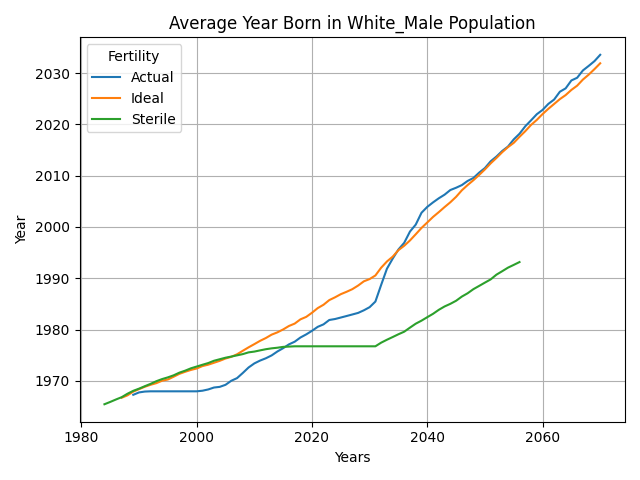 Average Year Born in White_Male Population
Fertility
Actual
Ideal
Sterile
2030
2020
2010
2000
1990
1980
1970
Year
1980
2000
2020
2040
2060
Years